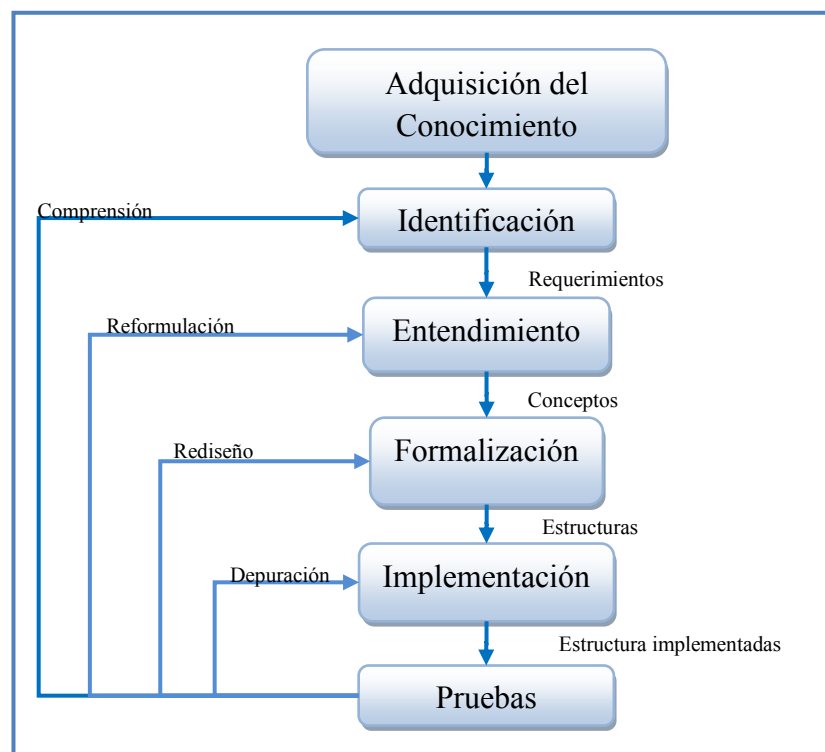 Adquisición del
Conocimiento
Comprensión
Identificación
Requerimientos
Reformulación
Entendimiento
Conceptos
Rediseño
Formalización
Estructuras
Depuración
Implementación
Estructura implementadas
Pruebas